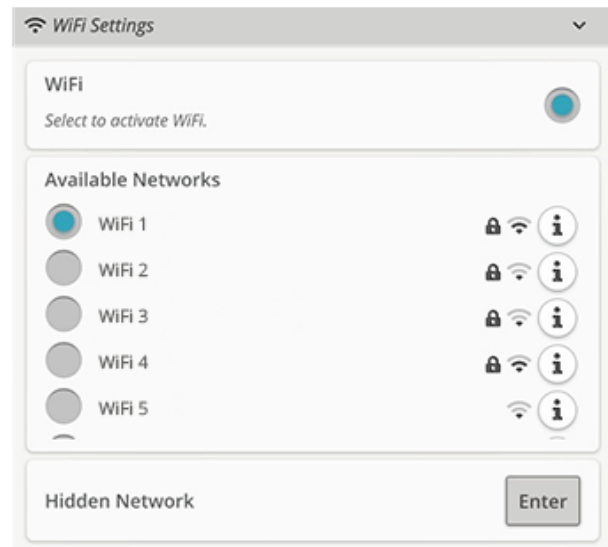 WiFi Settings
WiFi
Select to activate WiFi.
Available Networks
WiFi 1
WiFi 2
WiFi 3
WiFi 4
WiFi 5
Hidden Network Enter